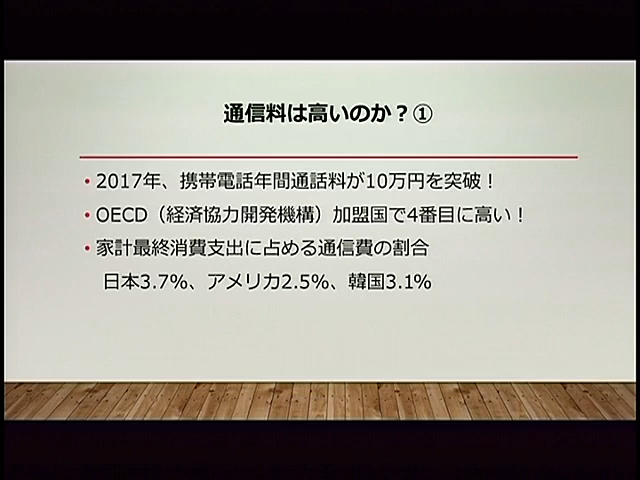 通信料は高いのか？①
• 2017年、携帯電話年間通話料が10万円を突破！
• OECD（経済協力開発機構）加盟国で4番目に高い！
• 家計最終消費支出に占める通信費の割合
日本3.7%、アメリカ2.5%、韓国3.1%